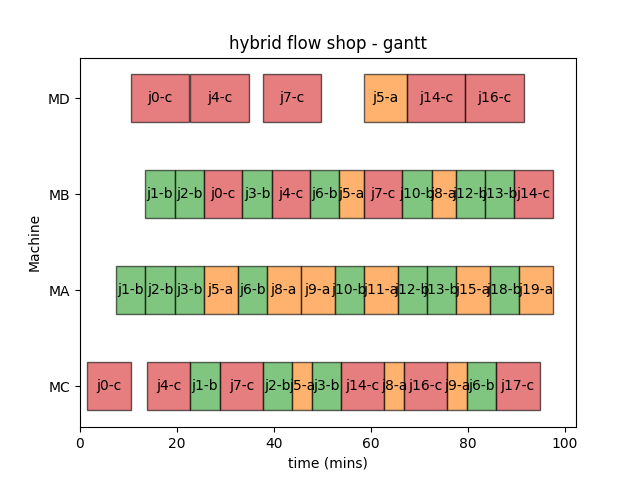 hybrid flow shop - gantt
MD
j0-c j4-c j7-c j5-a j14-c j16-c
MB
j1-b j2-b j0-c j3-b j4-c j6-b j5-a j7-c j10-b j8-a j12-b j13-b j14-c
Machine
MA
j1-b j2-b j3-b j5-a j6-b j8-a j9-a j10-b j11-a j12-b j13-b j15-a j18-b j19-a
MC
j0-c j4-c j1-b j7-c j2-b j5-a j3-b j14-c j8-a j16-c j9-a j6-b j17-c
0 20 40 60 80 100
time (mins)